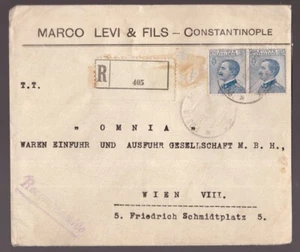 MARCO LEVI & FILS – CONSTANTINOPLE
R
403
T.T.
" O M N I A "
WAREN EINFUHR UND AUSFUHR GESELLSCHAFT M. B. H.,
WIEN VIII.
5. Friedrich Schmidtplatz 5.